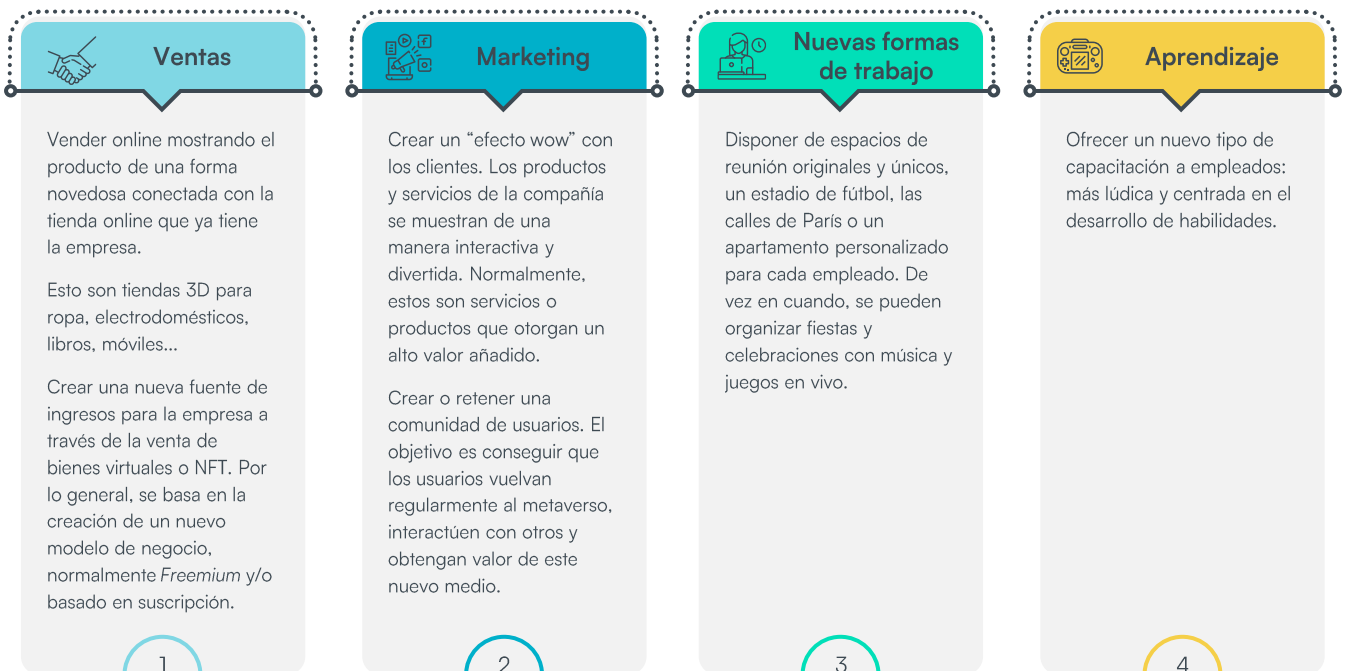 Ventas
Vender online mostrando el
producto de una forma
novedosa conectada con la
tienda online que ya tiene
la empresa.
Esto son tiendas 3D para
ropa, electrodomésticos,
libros, móviles...
Crear una nueva fuente de
ingresos para la empresa a
través de la venta de
bienes virtuales o NFT. Por
lo general, se basa en la
creación de un nuevo
modelo de negocio,
normalmente Freemium y/o
basado en suscripción.
1
Marketing
Crear un “efecto wow” con
los clientes. Los productos
y servicios de la compañía
se muestran de una
manera interactiva y
divertida. Normalmente,
estos son servicios o
productos que otorgan un
alto valor añadido.
Crear o retener una
comunidad de usuarios. El
objetivo es conseguir que
los usuarios vuelvan
regularmente al metaverso,
interactúen con otros y
obtengan valor de este
nuevo medio.
2
Nuevas formas
de trabajo
Disponer de espacios de
reunión originales y únicos,
un estadio de fútbol, las
calles de París o un
apartamento personalizado
para cada empleado. De
vez en cuando, se pueden
organizar fiestas y
celebraciones con música y
juegos en vivo.
3
Aprendizaje
Ofrecer un nuevo tipo de
capacitación a empleados:
más lúdica y centrada en el
desarrollo de habilidades.
4